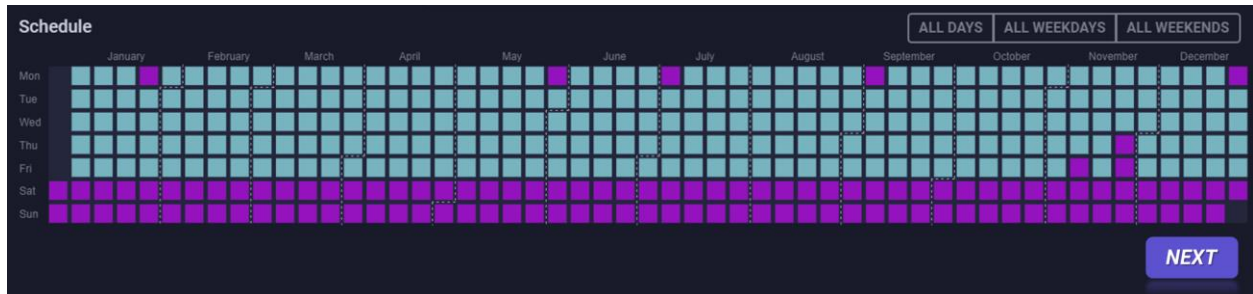 Schedule ALL DAYS ALL WEEKDAYS ALL WEEKENDS
January February March April May June July August September October November December
Mon
Tue
Wed
Thu
Fri
Sat
Sun
NEXT